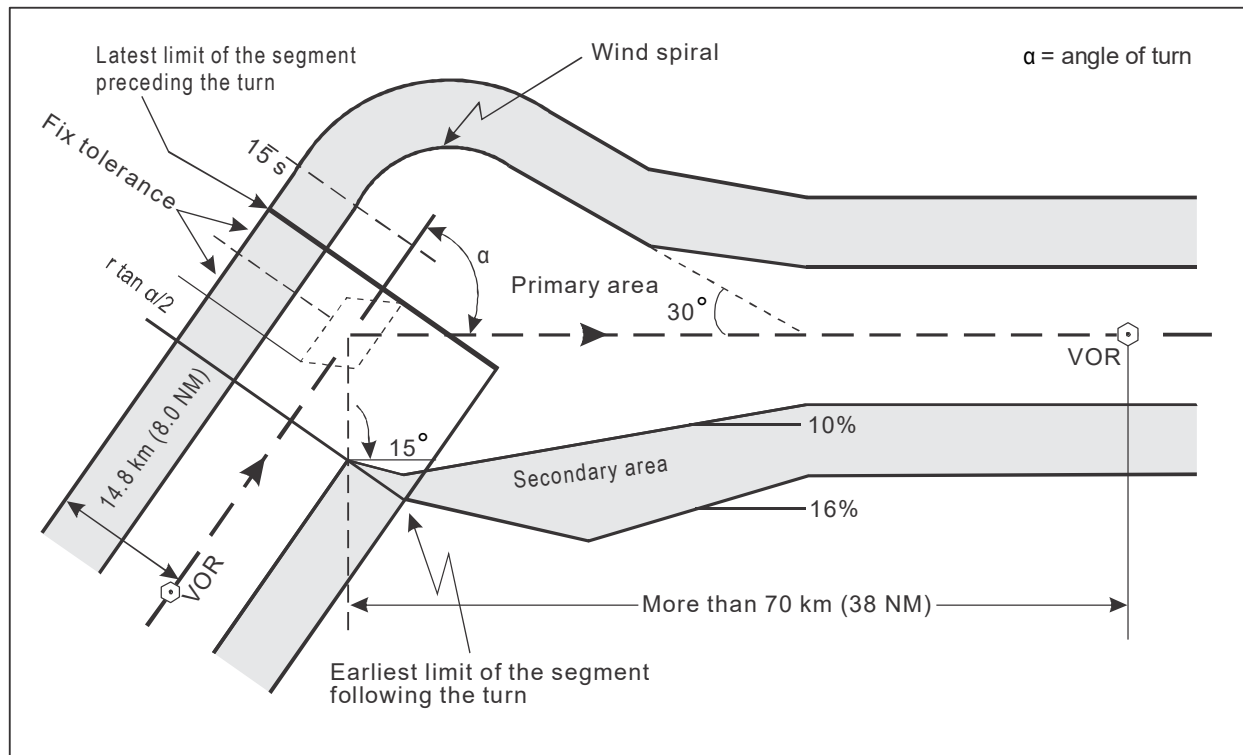 Latest limit of the segment
preceding the turn
Wind spiral
α = angle of turn
Fix tolerance
15 s
α
r tan α/2
Primary area
30°
VOR
14.8 km (8.0 NM)
15°
10%
Secondary area
16%
VOR
More than 70 km (38 NM)
Earliest limit of the segment
following the turn